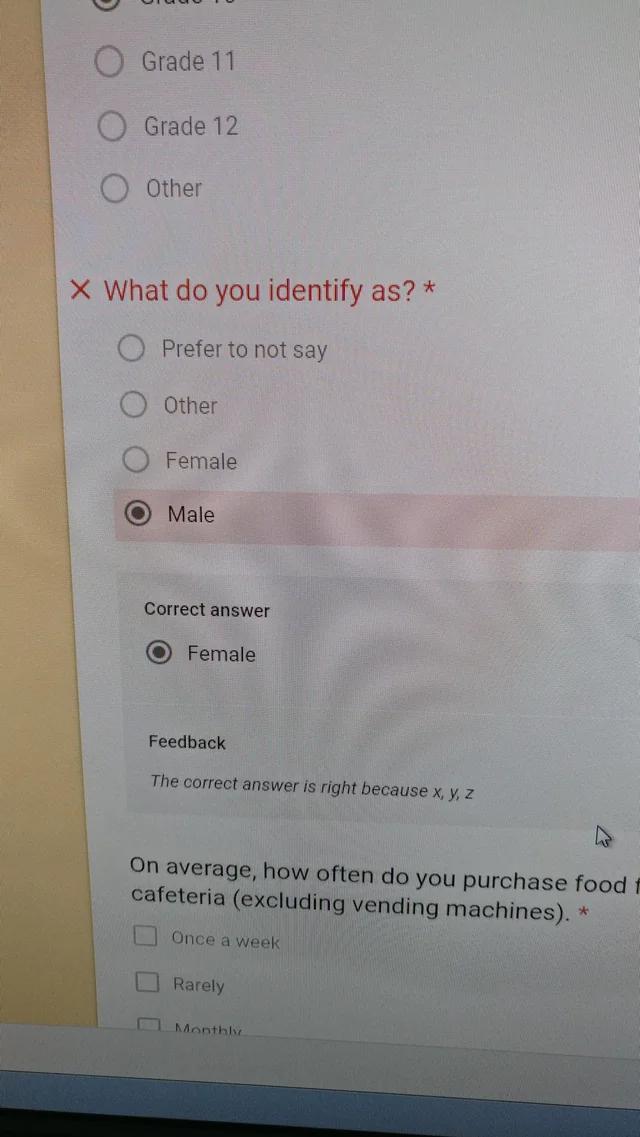 Grade 11
Grade 12
Other
What do you identify as? *
Prefer to not say
Other
Female
Male
Correct answer
Female
Feedback
The correct answer is right because x, y, z
On average, how often do you purchase food
cafeteria (excluding vending machines). *
Once a week
Rarely
Monthly